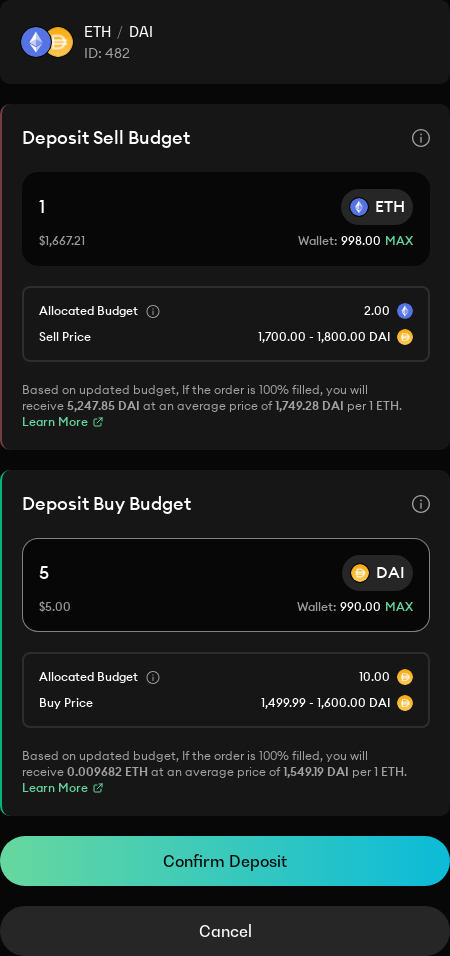 ETH / DAI
ID: 482
Deposit Sell Budget
1 ETH
$1,667.21 Wallet: 998.00 MAX
Allocated Budget 2.00
Sell Price 1,700.00 - 1,800.00 DAI
Based on updated budget, If the order is 100% filled, you will
receive 5,247.85 DAI at an average price of 1,749.28 DAI per 1 ETH.
Learn More
Deposit Buy Budget
5 DAI
$5.00 Wallet: 990.00 MAX
Allocated Budget 10.00
Buy Price 1,499.99 - 1,600.00 DAI
Based on updated budget, If the order is 100% filled, you will
receive 0.009682 ETH at an average price of 1,549.19 DAI per 1 ETH.
Learn More
Confirm Deposit
Cancel